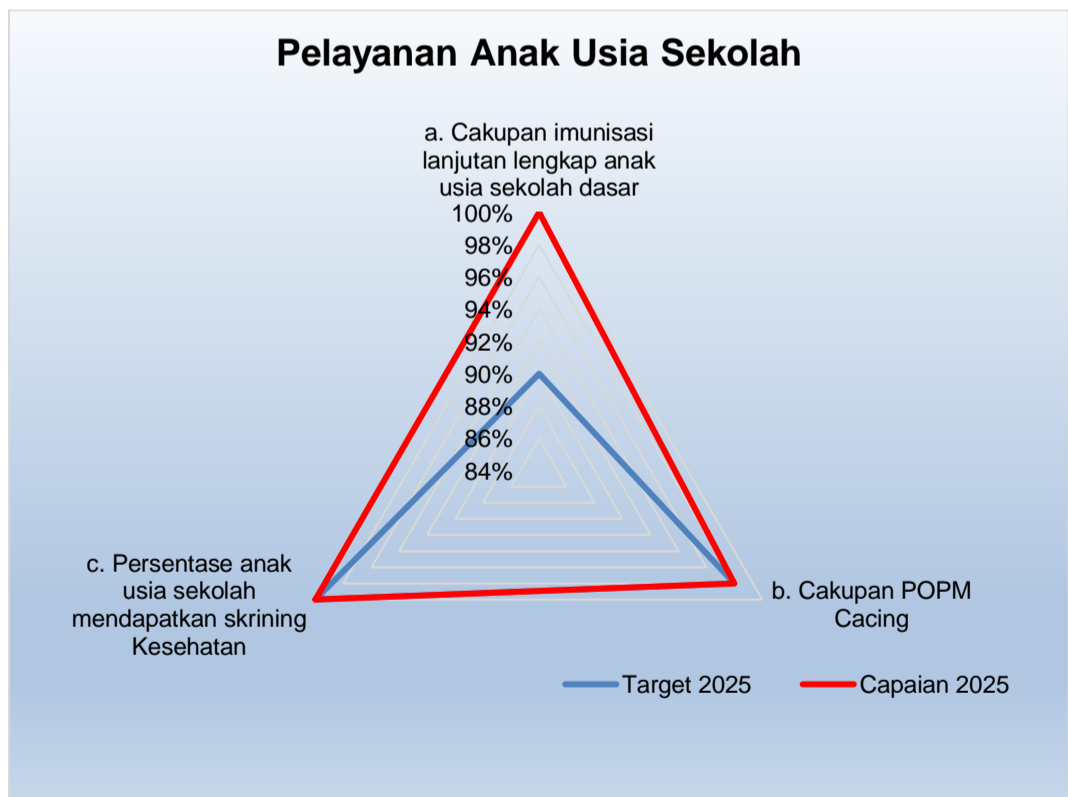 Pelayanan Anak Usia Sekolah
a. Cakupan imunisasi
lanjutan lengkap anak
usia sekolah dasar
100%
98%
96%
94%
92%
90%
88%
86%
84%
c. Persentase anak
usia sekolah
mendapatkan skrining
Kesehatan
b. Cakupan POPM
Cacing
Target 2025
Capaian 2025